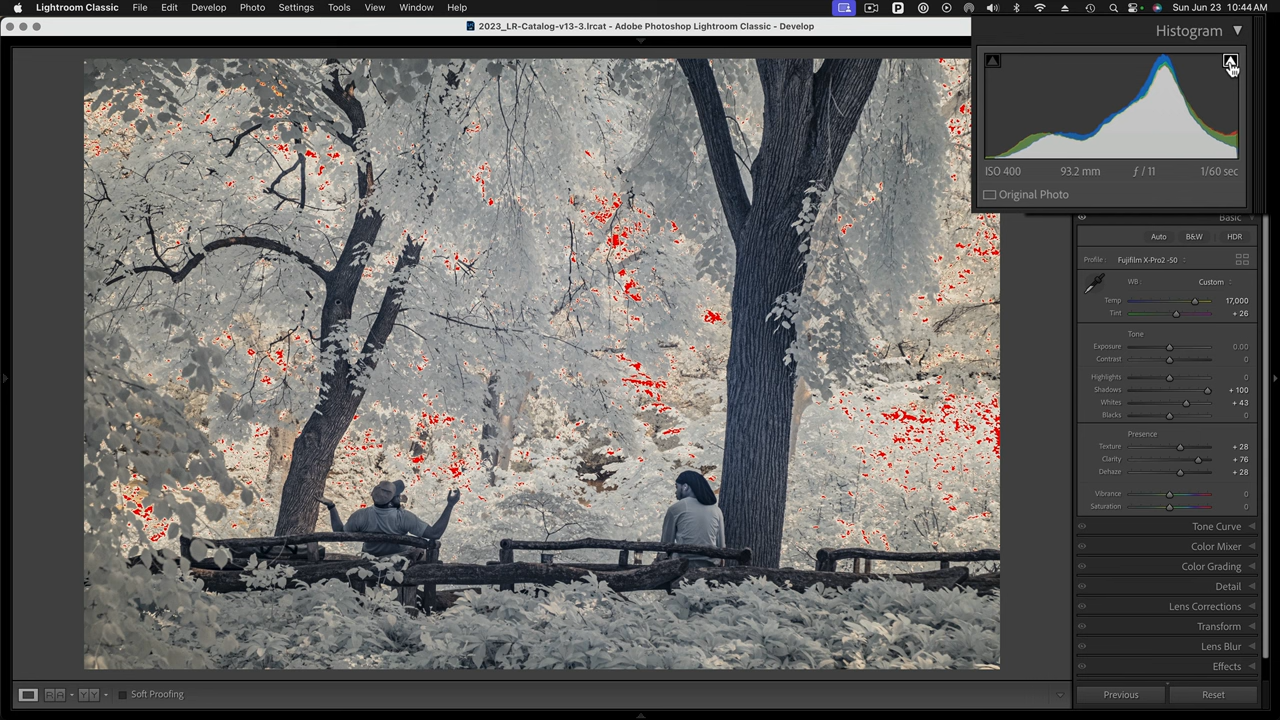 Lightroom Classic File Edit Develop Photo Settings Tools View Window Help Sun Jun 23 10:44 AM
2023_LR-Catalog-v13-3.lrcat - Adobe Photoshop Lightroom Classic - Develop
Histogram
ISO 400 93.2 mm ƒ / 11 1/60 sec
Original Photo
Basic
Auto B&W HDR
Profile : Fujifilm X-Pro2 -50
WB : Custom
Temp 17,000
Tint + 26
Tone
Exposure 0.00
Contrast 0
Highlights 0
Shadows + 100
Whites + 43
Blacks 0
Presence
Texture + 28
Clarity + 76
Dehaze + 28
Vibrance 0
Saturation 0
Tone Curve
Color Mixer
Color Grading
Detail
Lens Corrections
Transform
Lens Blur
Effects
R A Y Y Soft Proofing Previous Reset